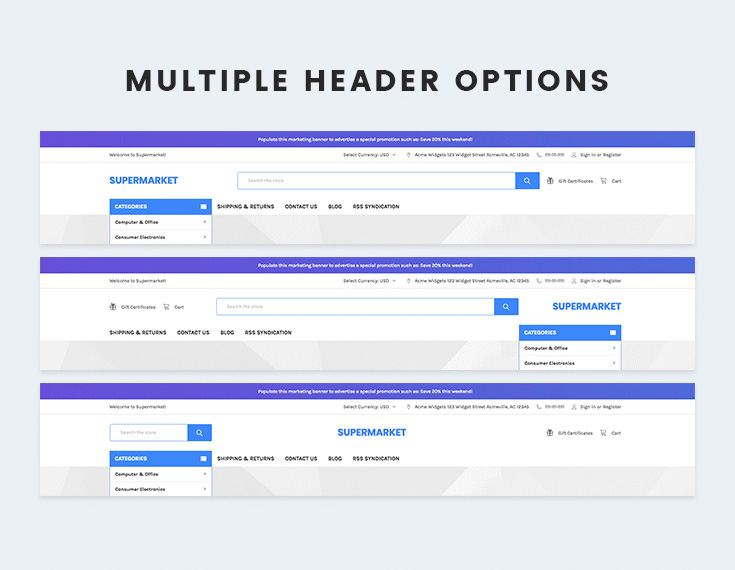 MULTIPLE HEADER OPTIONS
Populate this marketing banner to advertise a special promotion such as: Save 20% this weekend!
Welcome to Supermarket! Select Currency: USD Acme Widgets 123 Widget Street Acmeville, AC 12345 555-555-5555 Sign in or Register
SUPERMARKET Search the store Gift Certificates Cart
CATEGORIES SHIPPING & RETURNS CONTACT US BLOG RSS SYNDICATION
Computer & Office
Consumer Electronics
Populate this marketing banner to advertise a special promotion such as: Save 20% this weekend!
Welcome to Supermarket! Select Currency: USD Acme Widgets 123 Widget Street Acmeville, AC 12345 Sign in or Register
Gift Certificates Cart Search the store SUPERMARKET
SHIPPING & RETURNS CONTACT US BLOG RSS SYNDICATION CATEGORIES
Computer & Office
Consumer Electronics
Populate this marketing banner to advertise a special promotion such as: Save 20% this weekend!
Welcome to Supermarket! Select Currency: USD Acme Widgets 123 Widget Street Acmeville, AC 12345 Sign in or Register
Search the store SUPERMARKET Gift Certificates Cart
CATEGORIES SHIPPING & RETURNS CONTACT US BLOG RSS SYNDICATION
Computer & Office
Consumer Electronics